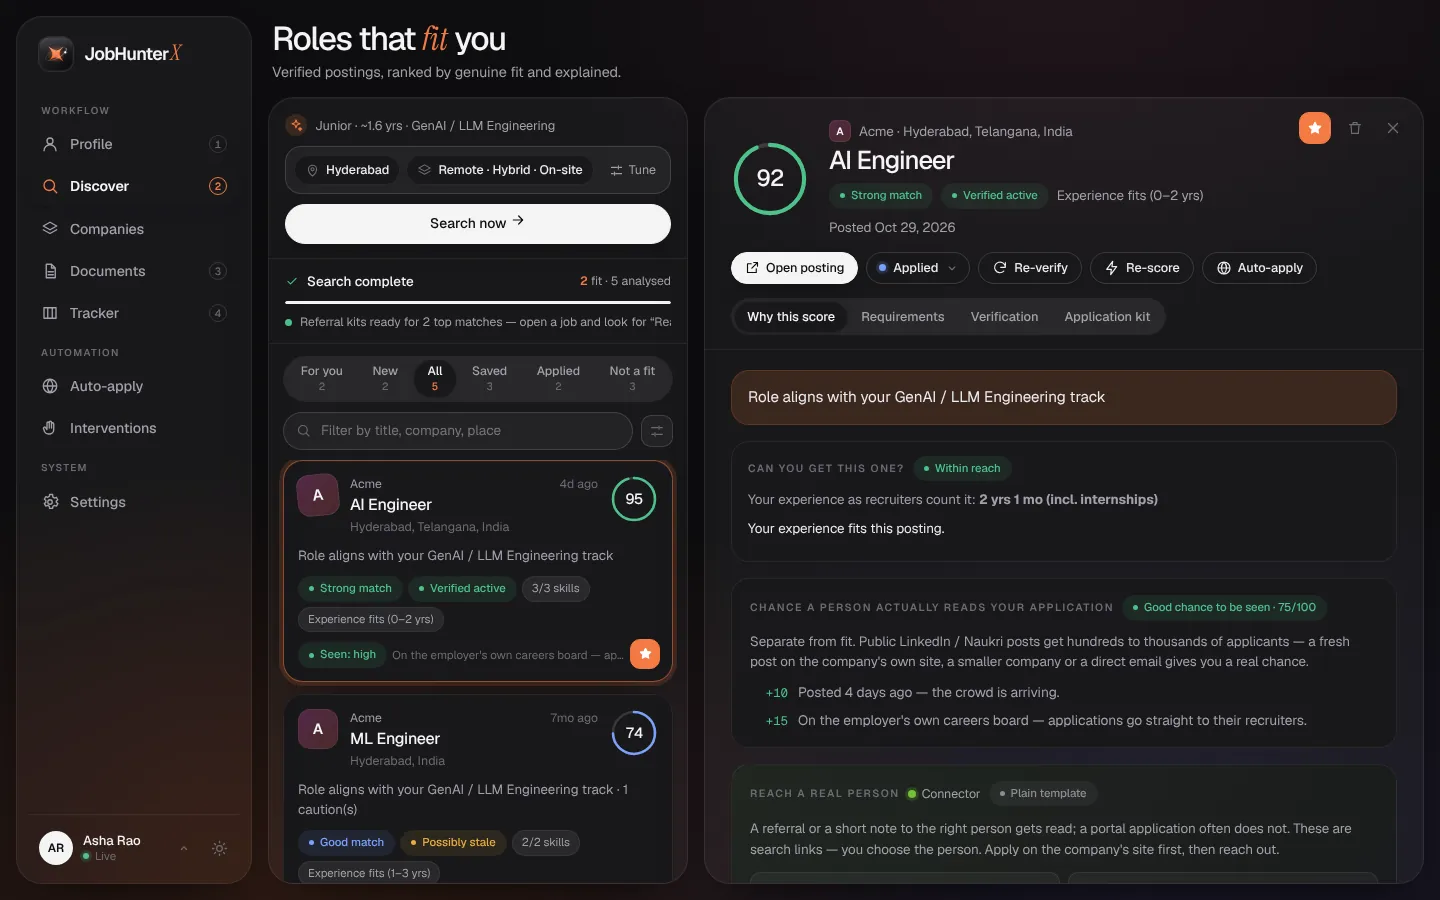 JobHunterX
WORKFLOW
Profile 1
Discover 2
Companies
Documents 3
Tracker 4
AUTOMATION
Auto-apply
Interventions
SYSTEM
Settings
AR
Asha Rao
Live
Roles that fit you
Verified postings, ranked by genuine fit and explained.
Junior · ~1.6 yrs · GenAI / LLM Engineering
Hyderabad
Remote · Hybrid · On-site
Tune
Search now →
Search complete
2 fit · 5 analysed
Referral kits ready for 2 top matches — open a job and look for “Rea
For you New All Saved Applied Not a fit
2 2 5 3 2 3
Filter by title, company, place
A
Acme
4d ago
AI Engineer
95
Hyderabad, Telangana, India
Role aligns with your GenAI / LLM Engineering track
Strong match
Verified active
3/3 skills
Experience fits (0–2 yrs)
Seen: high
On the employer's own careers board — ap...
A
Acme
7mo ago
ML Engineer
74
Hyderabad, India
Role aligns with your GenAI / LLM Engineering track · 1
caution(s)
Good match
Possibly stale
2/2 skills
Experience fits (1–3 yrs)
92
A
Acme · Hyderabad, Telangana, India
AI Engineer
Strong match
Verified active
Experience fits (0–2 yrs)
Posted Oct 29, 2026
Open posting
Applied
Re-verify
Re-score
Auto-apply
Why this score
Requirements
Verification
Application kit
Role aligns with your GenAI / LLM Engineering track
CAN YOU GET THIS ONE?
Within reach
Your experience as recruiters count it: 2 yrs 1 mo (incl. internships)
Your experience fits this posting.
CHANCE A PERSON ACTUALLY READS YOUR APPLICATION
Good chance to be seen · 75/100
Separate from fit. Public LinkedIn / Naukri posts get hundreds to thousands of applicants — a fresh
post on the company's own site, a smaller company or a direct email gives you a real chance.
+10 Posted 4 days ago — the crowd is arriving.
+15 On the employer's own careers board — applications go straight to their recruiters.
REACH A REAL PERSON
Connector
Plain template
A referral or a short note to the right person gets read; a portal application often does not. These are
search links — you choose the person. Apply on the company's site first, then reach out.